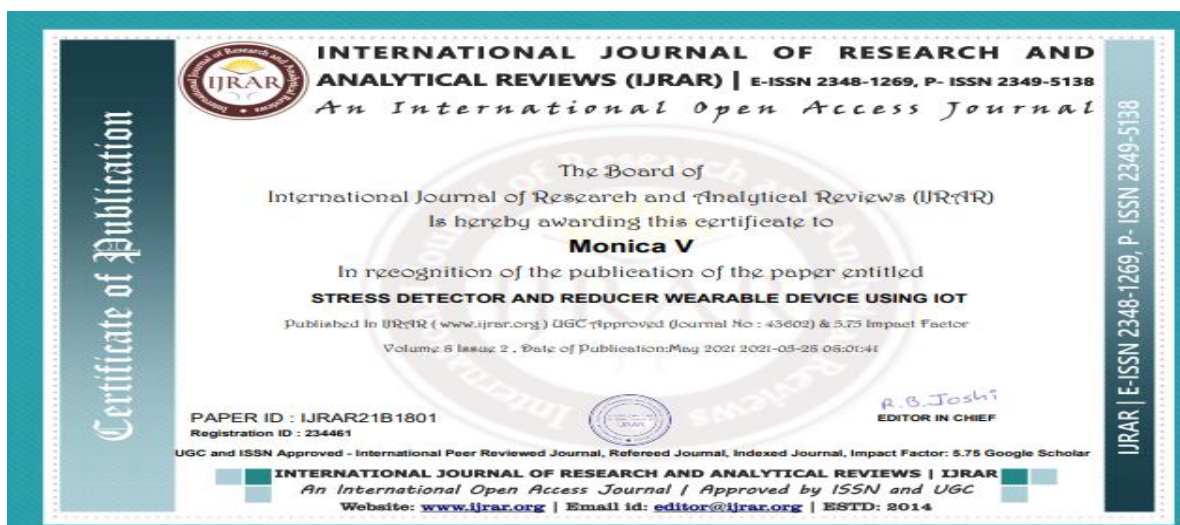 Certificate of Publication
IJRAR
INTERNATIONAL JOURNAL OF RESEARCH AND
ANALYTICAL REVIEWS (IJRAR) | E-ISSN 2348-1269, P- ISSN 2349-5138
An International Open Access Journal
The Board of
International Journal of Research and Analytical Reviews (IJRAR)
Is hereby awarding this certificate to
Monica V
In recognition of the publication of the paper entitled
STRESS DETECTOR AND REDUCER WEARABLE DEVICE USING IOT
Published In IJRAR ( www.ijrar.org ) UGC Approved (Journal No : 43602) & 5.75 Impact Factor
Volume 8 Issue 2 , Date of Publication:May 2021 2021-05-25
R.B.Joshi
PAPER ID : IJRAR21B1801
EDITOR IN CHIEF
Registration ID : 234461
UGC and ISSN Approved - International Peer Reviewed Journal, Refereed Journal, Indexed Journal, Impact Factor: 5.75 Google Scholar
INTERNATIONAL JOURNAL OF RESEARCH AND ANALYTICAL REVIEWS | IJRAR
An International Open Access Journal | Approved by ISSN and UGC
Website: www.ijrar.org | Email id: editor@ijrar.org | ESTD: 2014
IJRAR | E-ISSN 2348-1269, P- ISSN 2349-5138